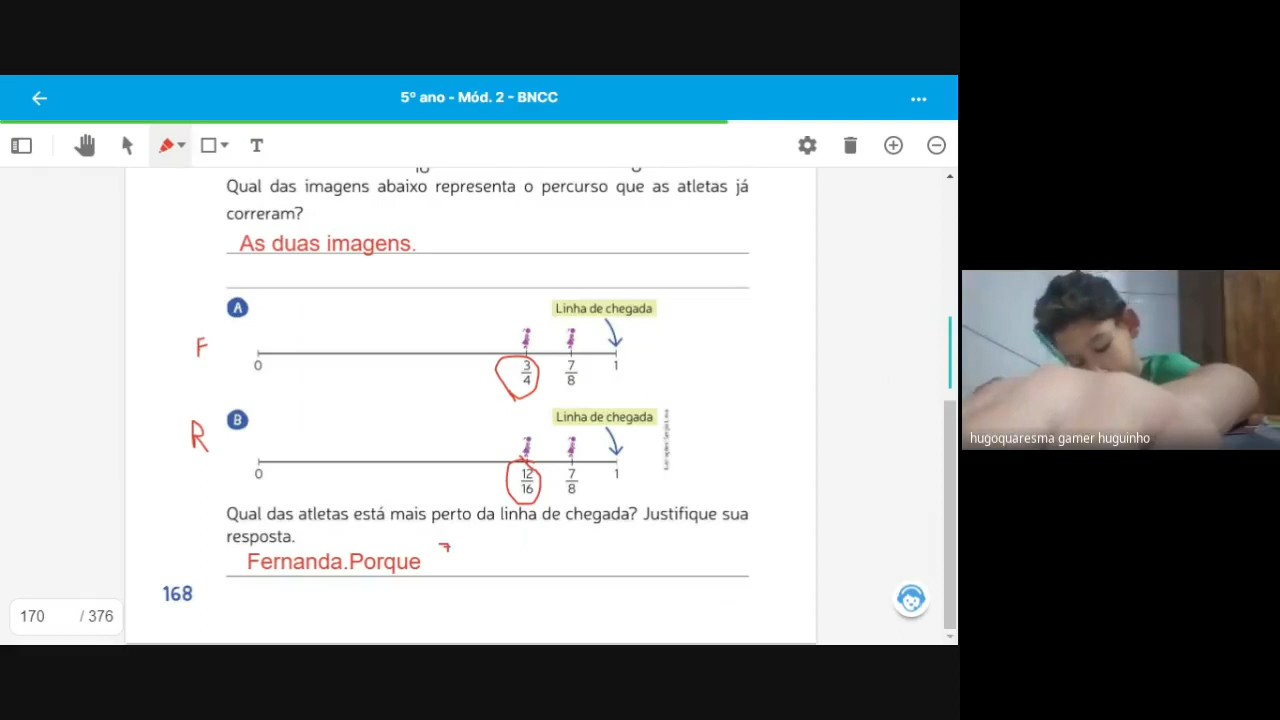 5º ano - Mód. 2 - BNCC
Qual das imagens abaixo representa o percurso que as atletas já
correram?
As duas imagens.
A
Linha de chegada
F
0 3/4 7/8 1
B
Linha de chegada
R
0 12/16 7/8 1
Qual das atletas está mais perto da linha de chegada? Justifique sua
resposta.
Fernanda.Porque 7
168
170 / 376
hugoquaresma gamer huguinho